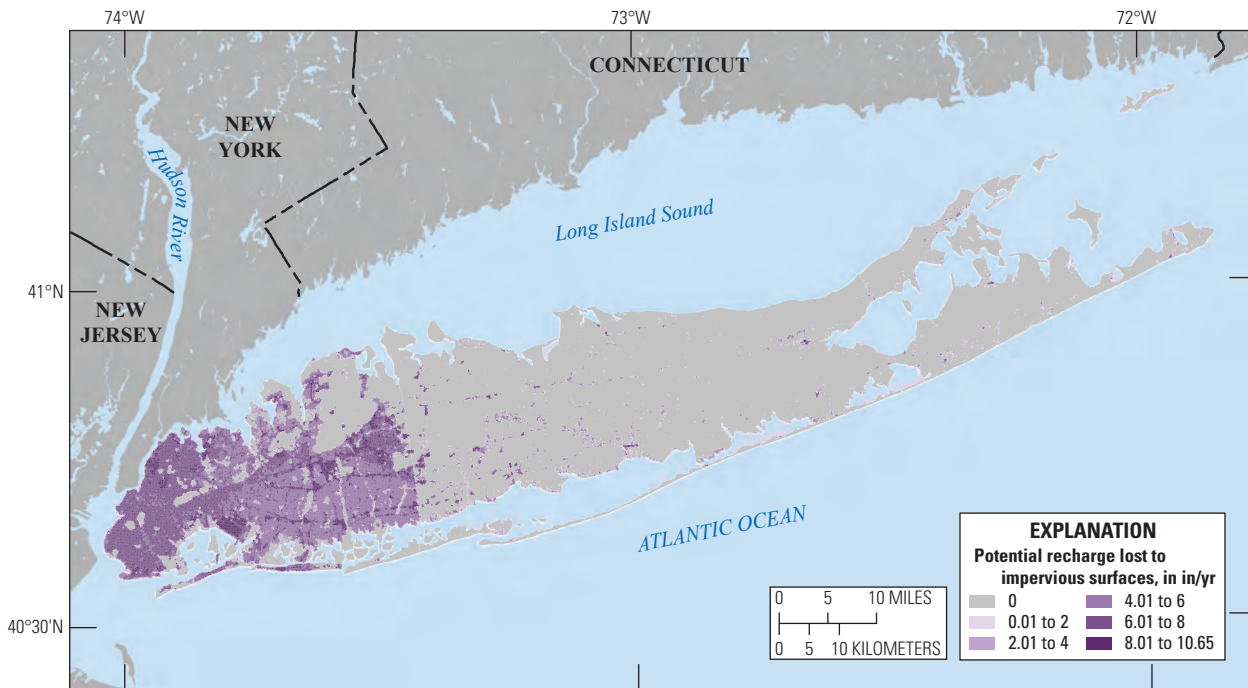 74°W
73°W
72°W
CONNECTICUT
NEW
YORK
Hudson River
Long Island Sound
41°N
NEW
JERSEY
ATLANTIC OCEAN
EXPLANATION
Potential recharge lost to
impervious surfaces, in in/yr
0
0.01 to 2
2.01 to 4
4.01 to 6
6.01 to 8
8.01 to 10.65
0 5 10 MILES
0 5 10 KILOMETERS
40°30'N